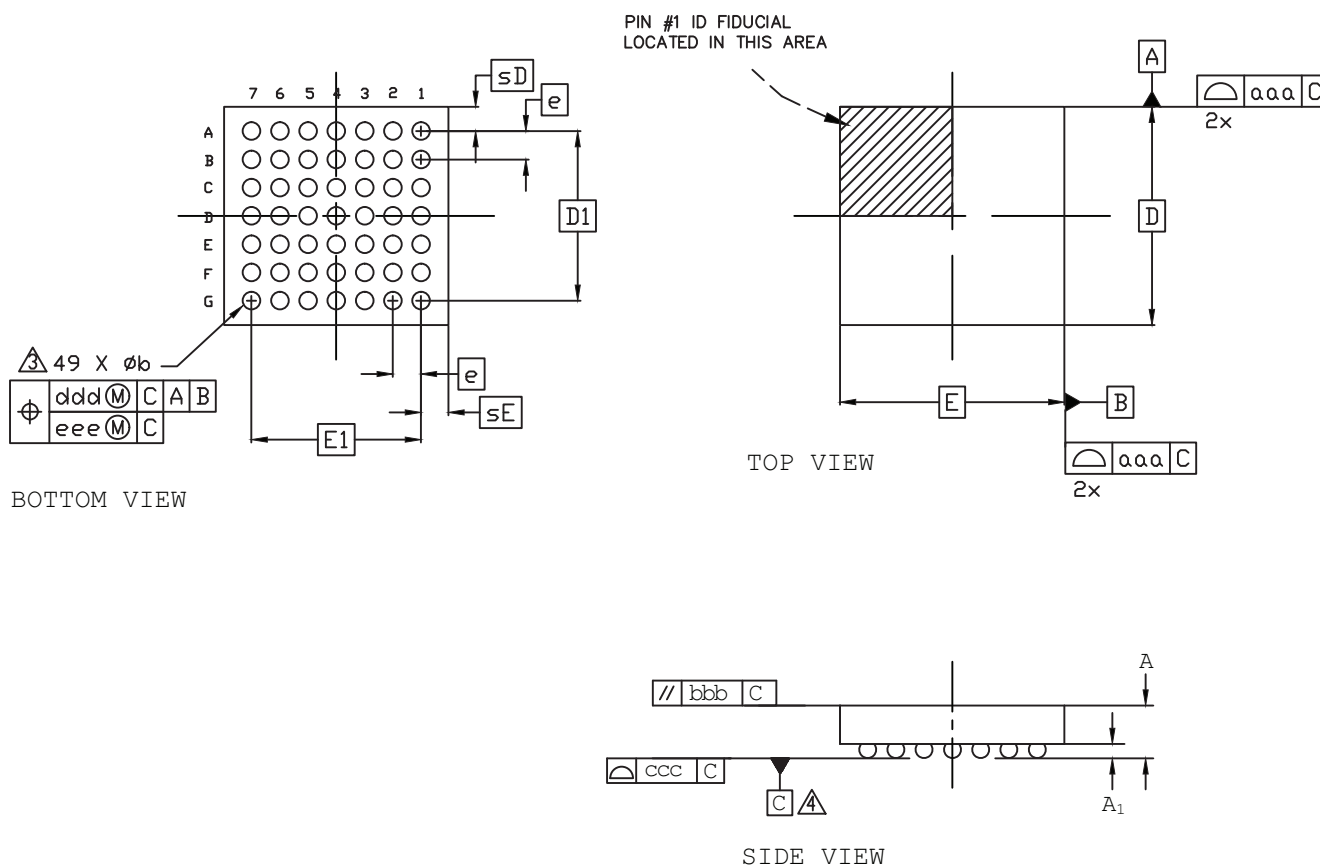 PIN #1 ID FIDUCIAL
LOCATED IN THIS AREA
sD
e
7 6 5 4 3 2 1
A
B
C
D
E
F
G
D1
3 49 X øb
ddd Ⓜ C A B
eee Ⓜ C
e
sE
E1
BOTTOM VIEW
A
aaa C
2x
D
E
B
aaa C
2x
TOP VIEW
// bbb C
A
ccc C
C 4
A1
SIDE VIEW